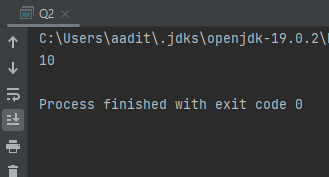 Q2
C:\Users\aadit\.jdks\openjdk-19.0.2\
10
Process finished with exit code 0